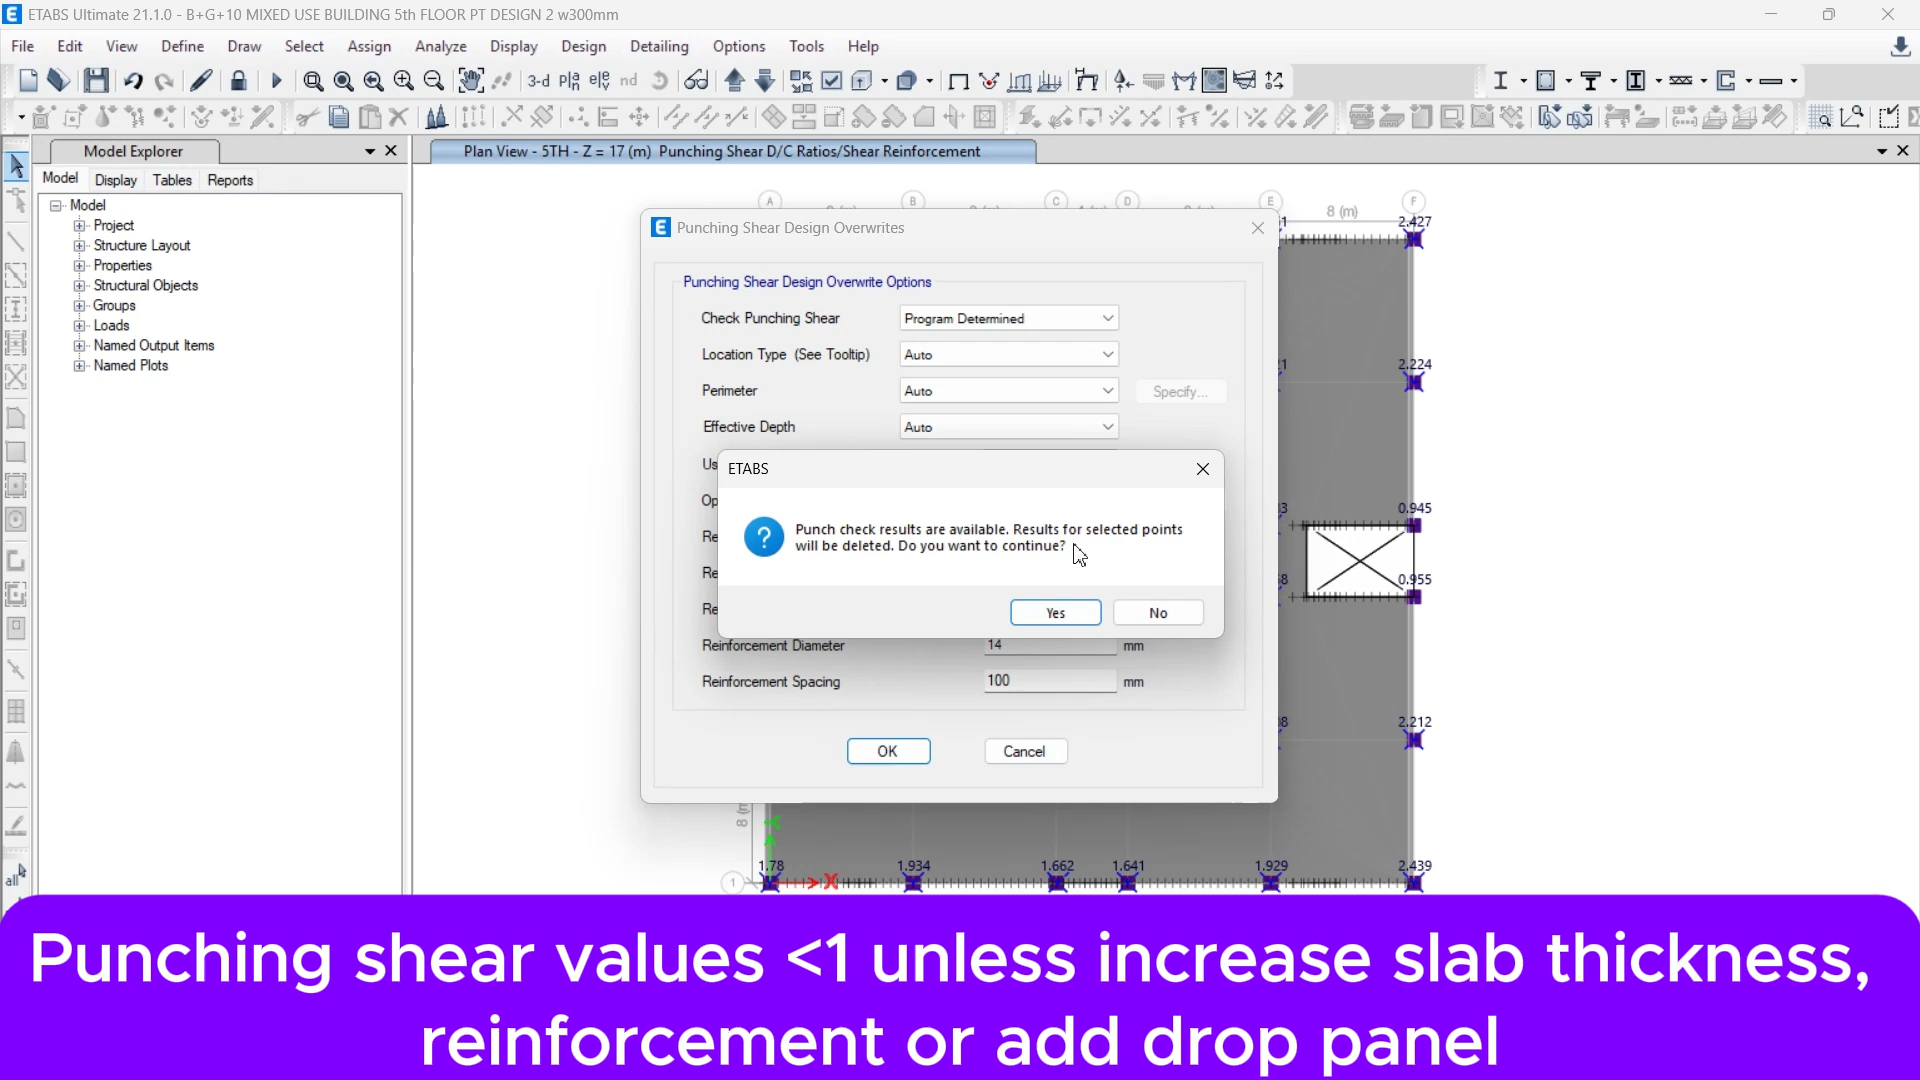 ETABS Ultimate 21.1.0 - B+G+10 MIXED USE BUILDING 5th FLOOR PT DESIGN 2 w300mm
File Edit View Define Draw Select Assign Analyze Display Design Detailing Options Tools Help
3-d nd
Model Explorer
Plan View - 5TH - Z = 17 (m) Punching Shear D/C Ratios/Shear Reinforcement
Model Display Tables Reports
Model
Project
Structure Layout
Properties
Structural Objects
Groups
Loads
Named Output Items
Named Plots
A B C D E F
8 (m)
2.427
2.224
0.945
0.955
2.212
Punching Shear Design Overwrites
Punching Shear Design Overwrite Options
Check Punching Shear Program Determined
Location Type (See Tooltip) Auto
Perimeter Auto Specify...
Effective Depth Auto
ETABS
Punch check results are available. Results for selected points
will be deleted. Do you want to continue?
Yes No
Reinforcement Diameter 14 mm
Reinforcement Spacing 100 mm
OK Cancel
8 (m)
1.78 1.934 1.662 1.641 1.929 2.439
1 X
all
Punching shear values <1 unless increase slab thickness,
reinforcement or add drop panel